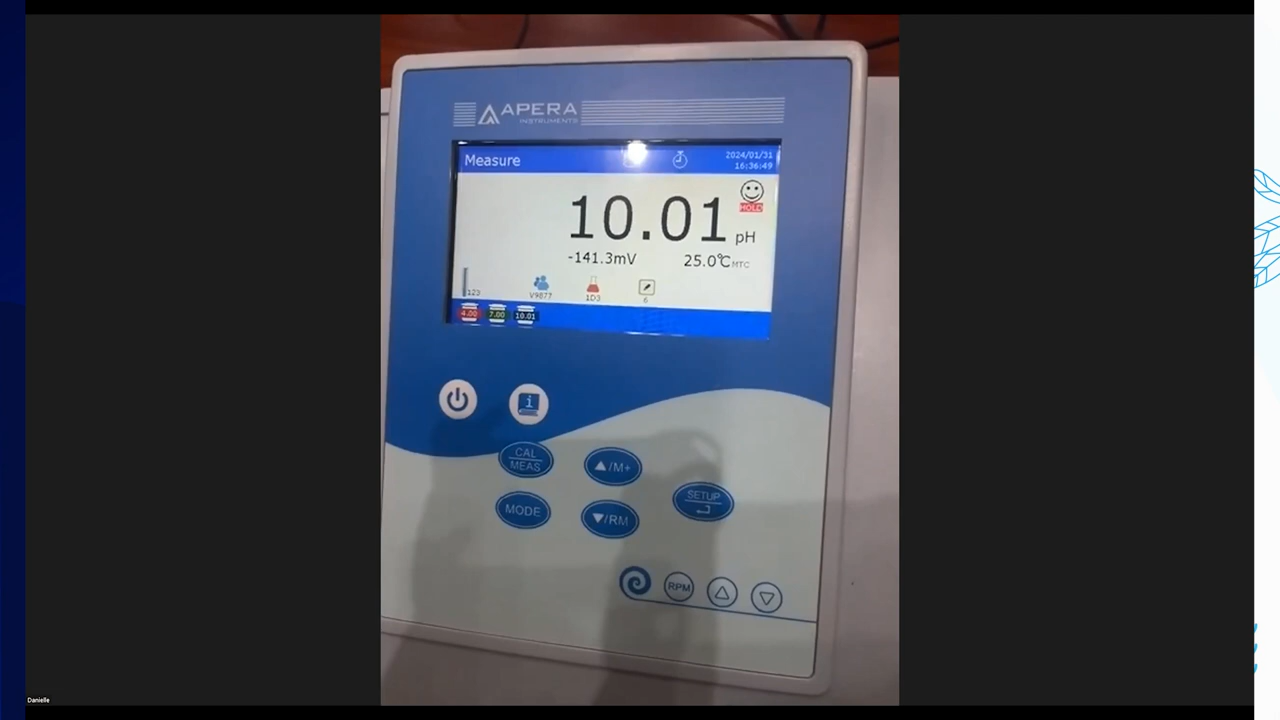 APERA
INSTRUMENTS
Measure
2024/01/31
16:36:49
HOLD
10.01 pH
-141.3mV
25.0℃ MTC
123
V9877
1D3
6
4.00
7.00
10.01
i
CAL
MEAS
▲/M+
SETUP
MODE
▼/RM
RPM
Danielle